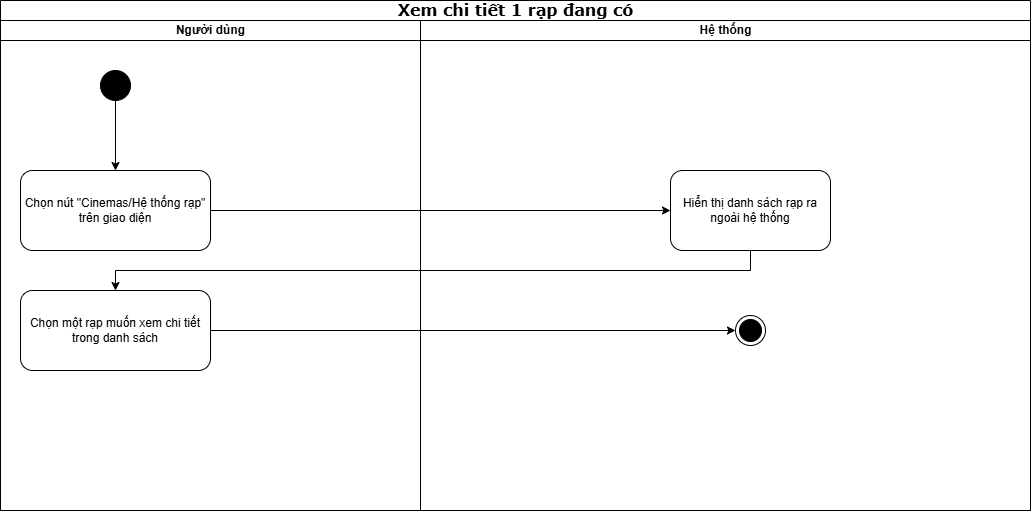 Xem chi tiết 1 rạp đang có
Người dùng
Hệ thống
Chọn nút "Cinemas/Hệ thống rạp"
trên giao diện
Hiển thị danh sách rạp ra
ngoài hệ thống
Chọn một rạp muốn xem chi tiết
trong danh sách